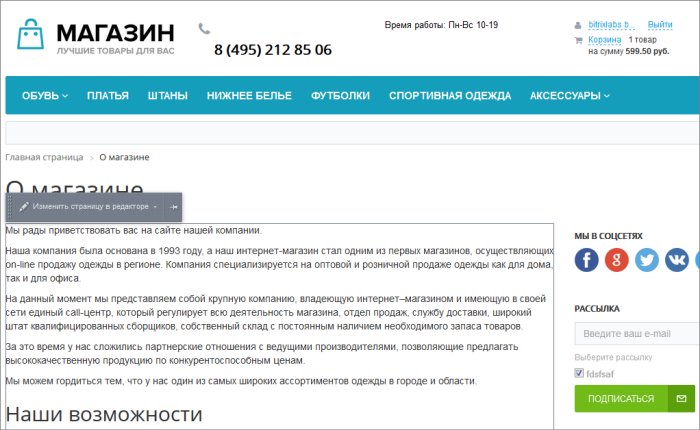 МАГАЗИН
ЛУЧШИЕ ТОВАРЫ ДЛЯ ВАС
8 (495) 212 85 06
Время работы: Пн-Вс 10-19
bitrixlabs b... Выйти
Корзина 1 товар
на сумму 599.50 руб.
ОБУВЬ ПЛАТЬЯ ШТАНЫ НИЖНЕЕ БЕЛЬЕ ФУТБОЛКИ СПОРТИВНАЯ ОДЕЖДА АКСЕССУАРЫ
Главная страница > О магазине
О магазине
Изменить страницу в редакторе
Мы рады приветствовать вас на сайте нашей компании.
Наша компания была основана в 1993 году, а наш интернет-магазин стал одним из первых магазинов, осуществляющих
on-line продажу одежды в регионе. Компания специализируется на оптовой и розничной продаже одежды как для дома,
так и для офиса.
На данный момент мы представляем собой крупную компанию, владеющую интернет–магазином и имеющую в своей
сети единый call-центр, который регулирует всю деятельность магазина, отдел продаж, службу доставки, широкий
штат квалифицированных сборщиков, собственный склад с постоянным наличием необходимого запаса товаров.
За это время у нас сложились партнерские отношения с ведущими производителями, позволяющие предлагать
высококачественную продукцию по конкурентоспособным ценам.
Мы можем гордиться тем, что у нас один из самых широких ассортиментов одежды в городе и области.
Наши возможности
МЫ В СОЦСЕТЯХ
РАССЫЛКА
Введите ваш e-mail
Выберите рассылку
fdsfsaf
ПОДПИСАТЬСЯ